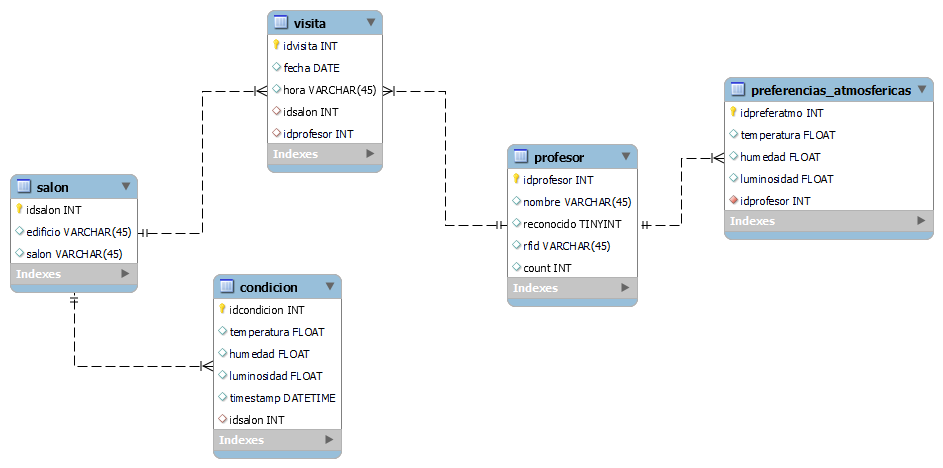 visita
idvisita INT
fecha DATE
hora VARCHAR(45)
idsalon INT
idprofesor INT
Indexes
preferencias_atmosfericas
idpreferatmo INT
temperatura FLOAT
humedad FLOAT
luminosidad FLOAT
idprofesor INT
Indexes
profesor
idprofesor INT
nombre VARCHAR(45)
reconocido TINYINT
rfid VARCHAR(45)
count INT
Indexes
salon
idsalon INT
edificio VARCHAR(45)
salon VARCHAR(45)
Indexes
condicion
idcondicion INT
temperatura FLOAT
humedad FLOAT
luminosidad FLOAT
timestamp DATETIME
idsalon INT
Indexes